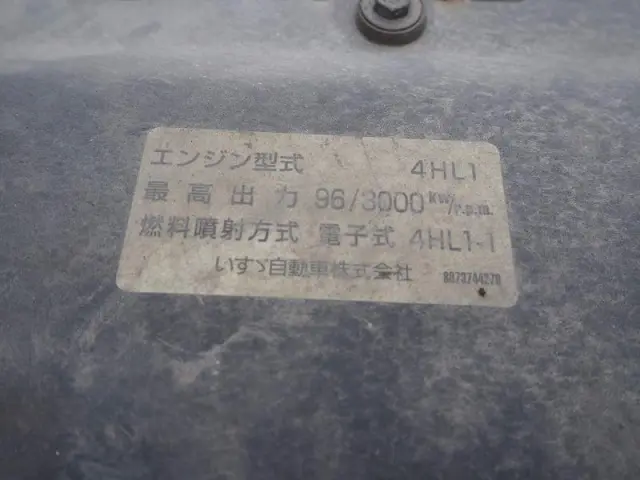 エンジン型式 4HL1
最高出力 96/3000 Kw/r.p.m.
燃料噴射方式 電子式 4HL1-1
いすゞ自動車株式会社 8973744270